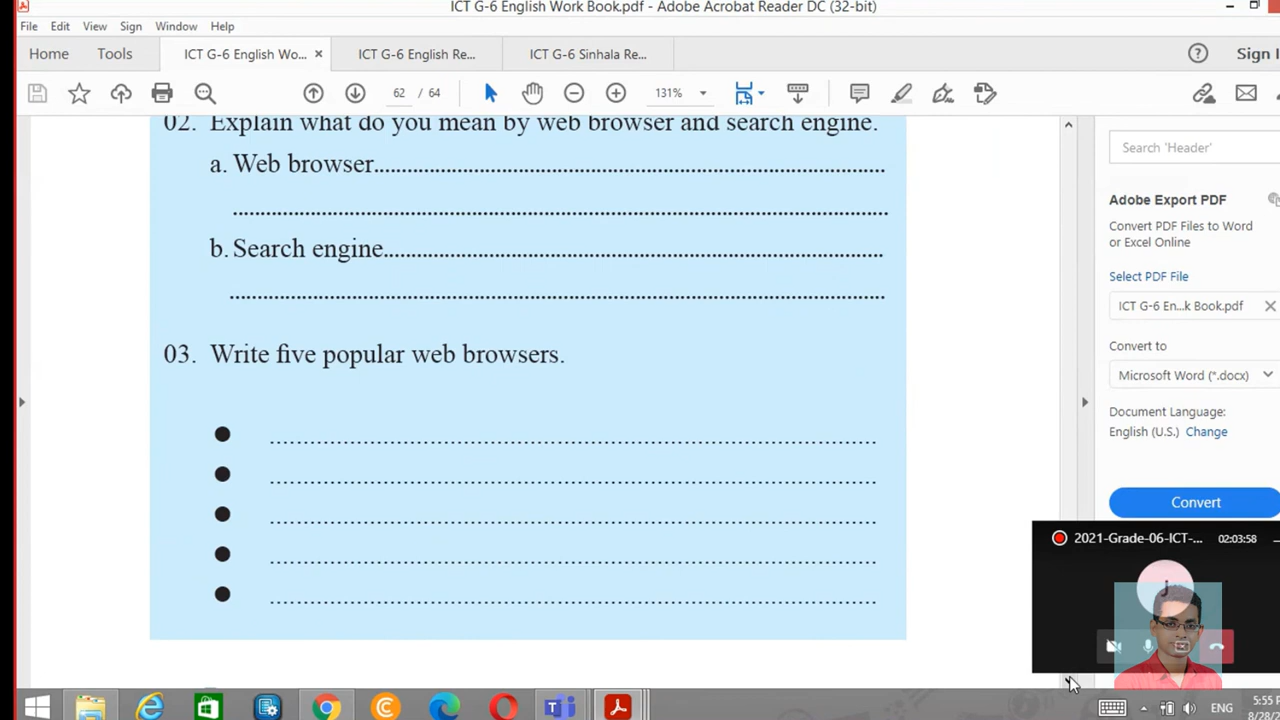 ICT G-6 English Work Book.pdf - Adobe Acrobat Reader DC (32-bit)
File Edit View Sign Window Help
Home Tools ICT G-6 English Wo... × ICT G-6 English Re... ICT G-6 Sinhala Re... Sign I
62 / 64 131%
02. Explain what do you mean by web browser and search engine.
a. Web browser..........................................................................................
..........................................................................................
b. Search engine..........................................................................................
..........................................................................................
03. Write five popular web browsers.
● ..........................................................................................
● ..........................................................................................
● ..........................................................................................
● ..........................................................................................
● ..........................................................................................
Search 'Header'
Adobe Export PDF
Convert PDF Files to Word
or Excel Online
Select PDF File
ICT G-6 En...k Book.pdf
Convert to
Microsoft Word (*.docx)
Document Language:
English (U.S.) Change
Convert
2021-Grade-06-ICT-... 02:03:58
J
ENG
5:55 P
8/28/2